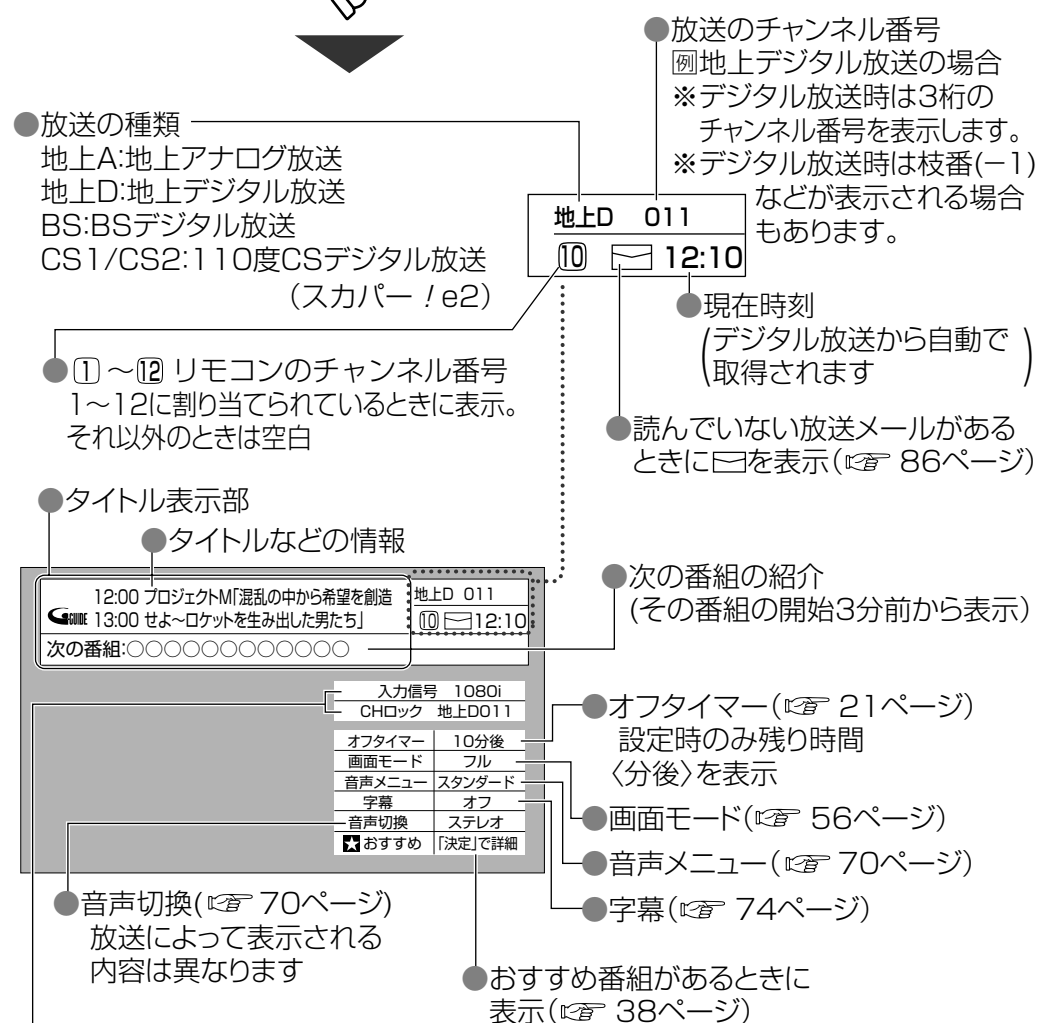 ●放送のチャンネル番号
例地上デジタル放送の場合
※デジタル放送時は3桁の
チャンネル番号を表示します。
※デジタル放送時は枝番(−1)
などが表示される場合
もあります。
●放送の種類
地上A:地上アナログ放送
地上D:地上デジタル放送
BS:BSデジタル放送
CS1/CS2:110度CSデジタル放送
(スカパー!e2)
地上D 011
⑩ 12:10
●現在時刻
(デジタル放送から自動で
取得されます)
●①～⑫ リモコンのチャンネル番号
1～12に割り当てられているときに表示。
それ以外のときは空白
●読んでいない放送メールがある
ときに✉を表示(☞ 86ページ)
●タイトル表示部
●タイトルなどの情報
12:00 プロジェクトM「混乱の中から希望を創造
GGUIDE 13:00 せよ～ロケットを生み出した男たち」
地上D 011
⑩ 12:10
次の番組:○○○○○○○○○○○○
●次の番組の紹介
(その番組の開始3分前から表示)
入力信号 1080i
CHロック 地上D011
オフタイマー 10分後
画面モード フル
音声メニュー スタンダード
字幕 オフ
音声切換 ステレオ
★おすすめ 「決定」で詳細
●オフタイマー(☞ 21ページ)
設定時のみ残り時間
〈分後〉を表示
●画面モード(☞ 56ページ)
●音声メニュー(☞ 70ページ)
●字幕(☞ 74ページ)
●音声切換(☞ 70ページ)
放送によって表示される
内容は異なります
●おすすめ番組があるときに
表示(☞ 38ページ)